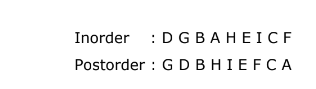 Inorder : D G B A H E I C F
Postorder : G D B H I E F C A